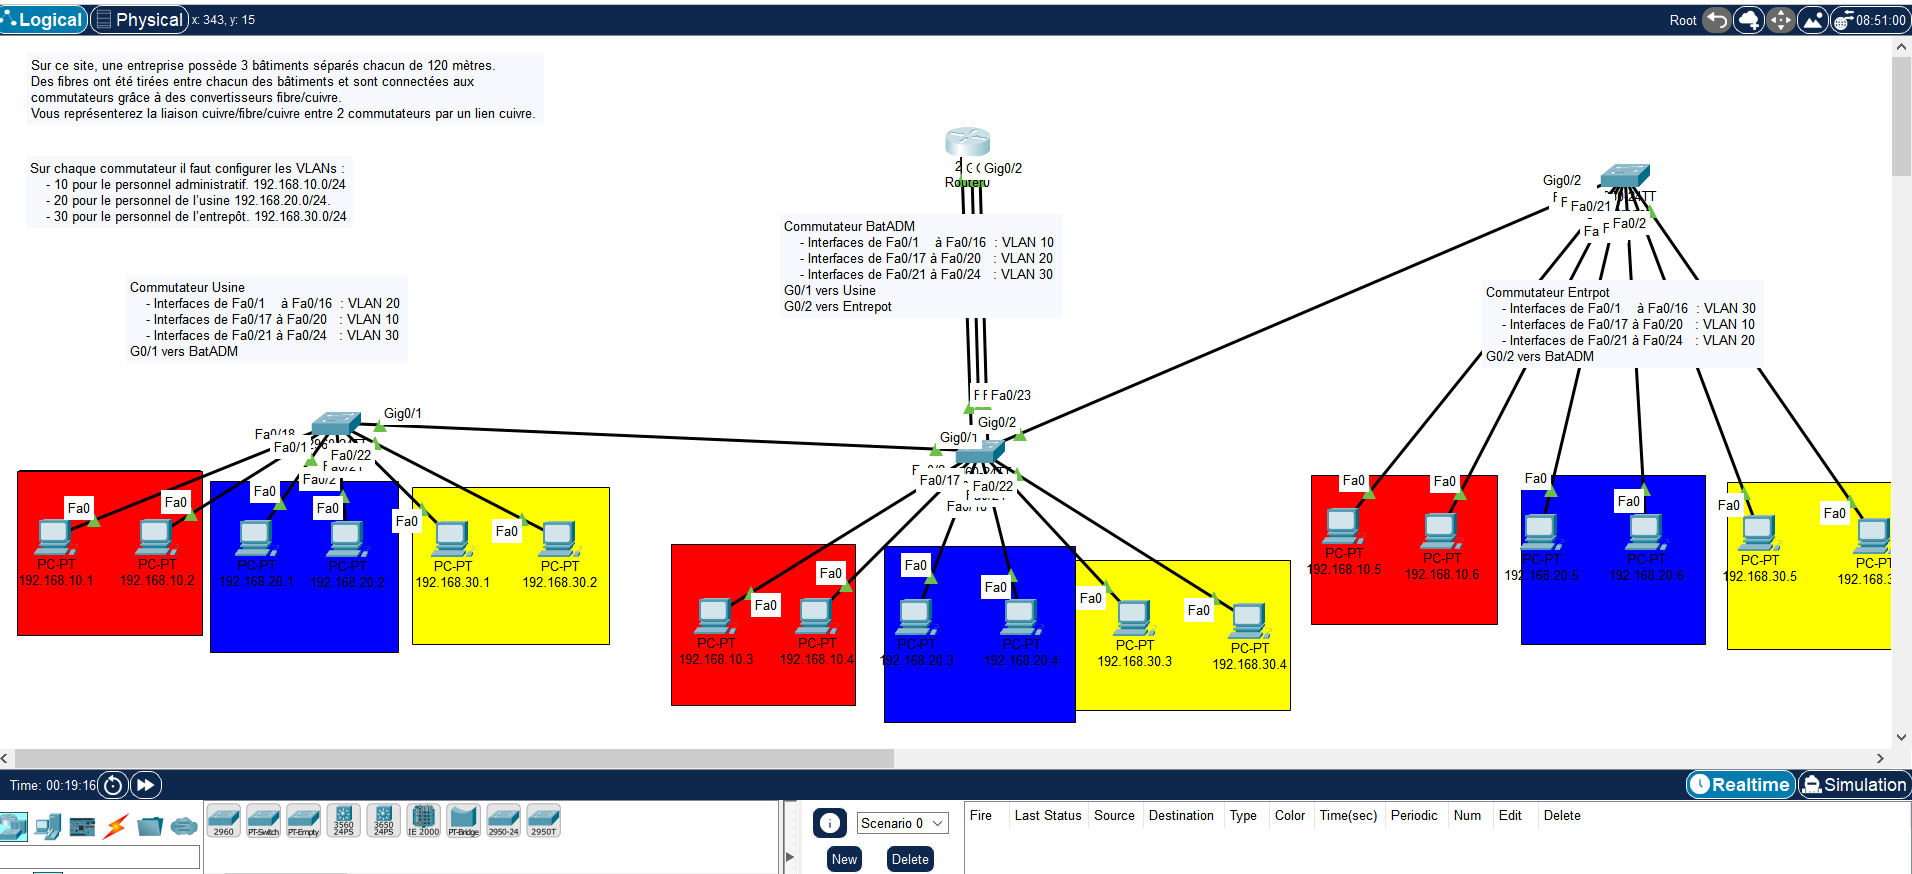 Logical
Physical
x: 343, y: 15
Root
08:51:00
Sur ce site, une entreprise possède 3 bâtiments séparés chacun de 120 mètres.
Des fibres ont été tirées entre chacun des bâtiments et sont connectées aux
commutateurs grâce à des convertisseurs fibre/cuivre.
Vous représenterez la liaison cuivre/fibre/cuivre entre 2 commutateurs par un lien cuivre.
Sur chaque commutateur il faut configurer les VLANs :
- 10 pour le personnel administratif. 192.168.10.0/24
- 20 pour le personnel de l'usine 192.168.20.0/24.
- 30 pour le personnel de l'entrepôt. 192.168.30.0/24
Gig0/2
Router0
Commutateur BatADM
- Interfaces de Fa0/1 à Fa0/16 : VLAN 10
- Interfaces de Fa0/17 à Fa0/20 : VLAN 20
- Interfaces de Fa0/21 à Fa0/24 : VLAN 30
G0/1 vers Usine
G0/2 vers Entrepot
Gig0/2
Fa0/21
Fa0/2
Commutateur Usine
- Interfaces de Fa0/1 à Fa0/16 : VLAN 20
- Interfaces de Fa0/17 à Fa0/20 : VLAN 10
- Interfaces de Fa0/21 à Fa0/24 : VLAN 30
G0/1 vers BatADM
Commutateur Entrpot
- Interfaces de Fa0/1 à Fa0/16 : VLAN 30
- Interfaces de Fa0/17 à Fa0/20 : VLAN 10
- Interfaces de Fa0/21 à Fa0/24 : VLAN 20
G0/2 vers BatADM
Fa0/23
Gig0/2
Gig0/1
Gig0/1
Fa0/18
Fa0/1
Fa0/22
Fa0/21
Fa0/2
Fa0/17
Fa0/22
Fa0
Fa0
Fa0
Fa0
Fa0
Fa0
PC-PT
192.168.10.1
PC-PT
192.168.10.2
PC-PT
192.168.20.1
PC-PT
192.168.20.2
PC-PT
192.168.30.1
PC-PT
192.168.30.2
Fa0
Fa0
Fa0
Fa0
Fa0
Fa0
PC-PT
192.168.10.3
PC-PT
192.168.10.4
PC-PT
192.168.20.3
PC-PT
192.168.20.4
PC-PT
192.168.30.3
PC-PT
192.168.30.4
Fa0
Fa0
Fa0
Fa0
Fa0
Fa0
PC-PT
192.168.10.5
PC-PT
192.168.10.6
PC-PT
192.168.20.5
PC-PT
192.168.20.6
PC-PT
192.168.30.5
PC-PT
192.168.3
Time: 00:19:16
Realtime
Simulation
2960
PT-Switch
PT-Empty
3560 24PS
3650 24PS
IE 2000
PT-Bridge
2950-24
2950T
Scenario 0
New
Delete
Fire Last Status Source Destination Type Color Time(sec) Periodic Num Edit Delete